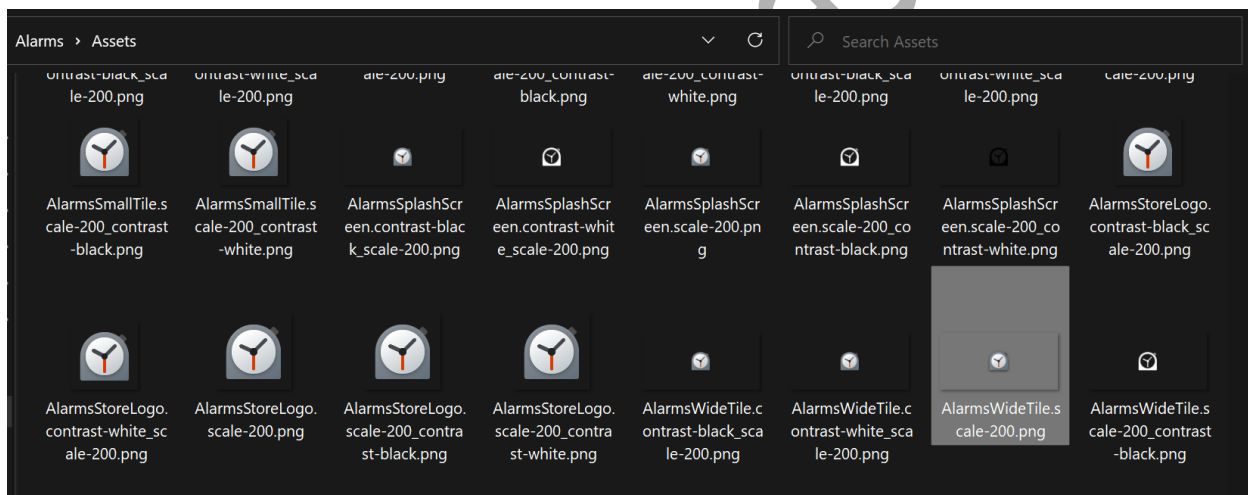 Alarms > Assets
Search Assets
ontrast-black_sca
le-200.png
ontrast-white_sca
le-200.png
ale-200.png
ale-200_contrast-
black.png
ale-200_contrast-
white.png
ontrast-black_sca
le-200.png
ontrast-white_sca
le-200.png
cale-200.png
AlarmsSmallTile.s
cale-200_contrast
-black.png
AlarmsSmallTile.s
cale-200_contrast
-white.png
AlarmsSplashScr
een.contrast-blac
k_scale-200.png
AlarmsSplashScr
een.contrast-whit
e_scale-200.png
AlarmsSplashScr
een.scale-200.pn
g
AlarmsSplashScr
een.scale-200_co
ntrast-black.png
AlarmsSplashScr
een.scale-200_co
ntrast-white.png
AlarmsStoreLogo.
contrast-black_sc
ale-200.png
AlarmsStoreLogo.
contrast-white_sc
ale-200.png
AlarmsStoreLogo.
scale-200.png
AlarmsStoreLogo.
scale-200_contra
st-black.png
AlarmsStoreLogo.
scale-200_contra
st-white.png
AlarmsWideTile.c
ontrast-black_sca
le-200.png
AlarmsWideTile.c
ontrast-white_sca
le-200.png
AlarmsWideTile.s
cale-200.png
AlarmsWideTile.s
cale-200_contrast
-black.png